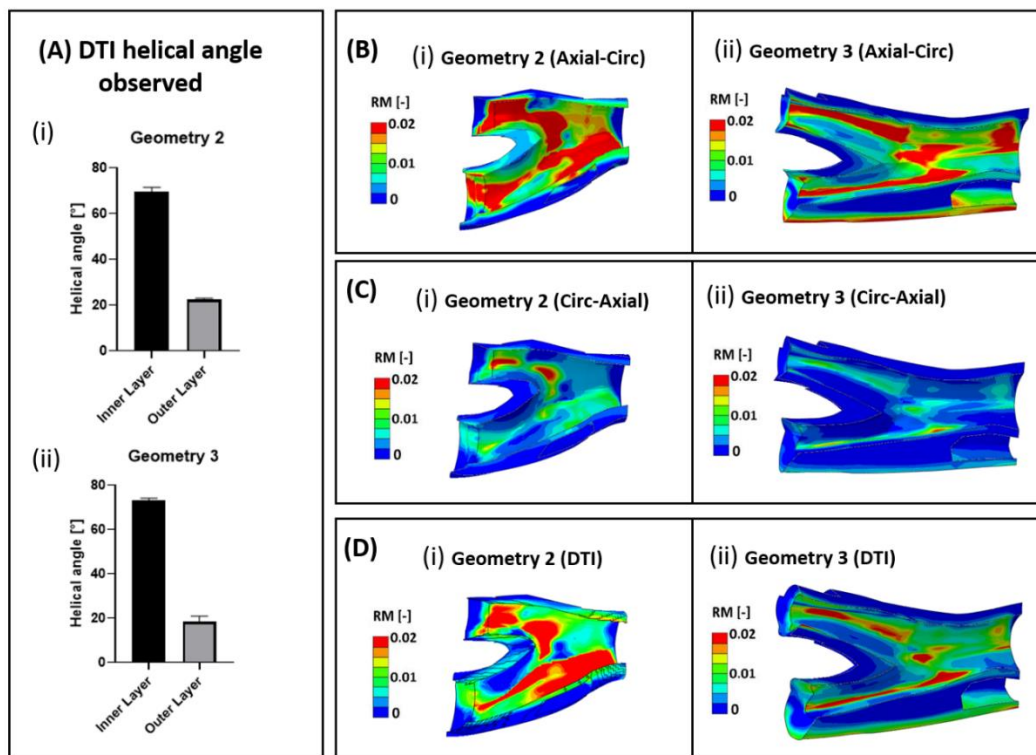 (A) DTI helical angle
observed
(i)
Geometry 2
Helical angle [°]
80
60
40
20
0
Inner Layer
Outer Layer
(ii)
Geometry 3
Helical angle [°]
80
60
40
20
0
Inner Layer
Outer Layer
(B)
(i) Geometry 2 (Axial-Circ)
RM [-]
0.02
0.01
0
(ii) Geometry 3 (Axial-Circ)
RM [-]
0.02
0.01
0
(C)
(i) Geometry 2 (Circ-Axial)
RM [-]
0.02
0.01
0
(ii) Geometry 3 (Circ-Axial)
RM [-]
0.02
0.01
0
(D)
(i) Geometry 2 (DTI)
RM [-]
0.02
0.01
0
(ii) Geometry 3 (DTI)
RM [-]
0.02
0.01
0